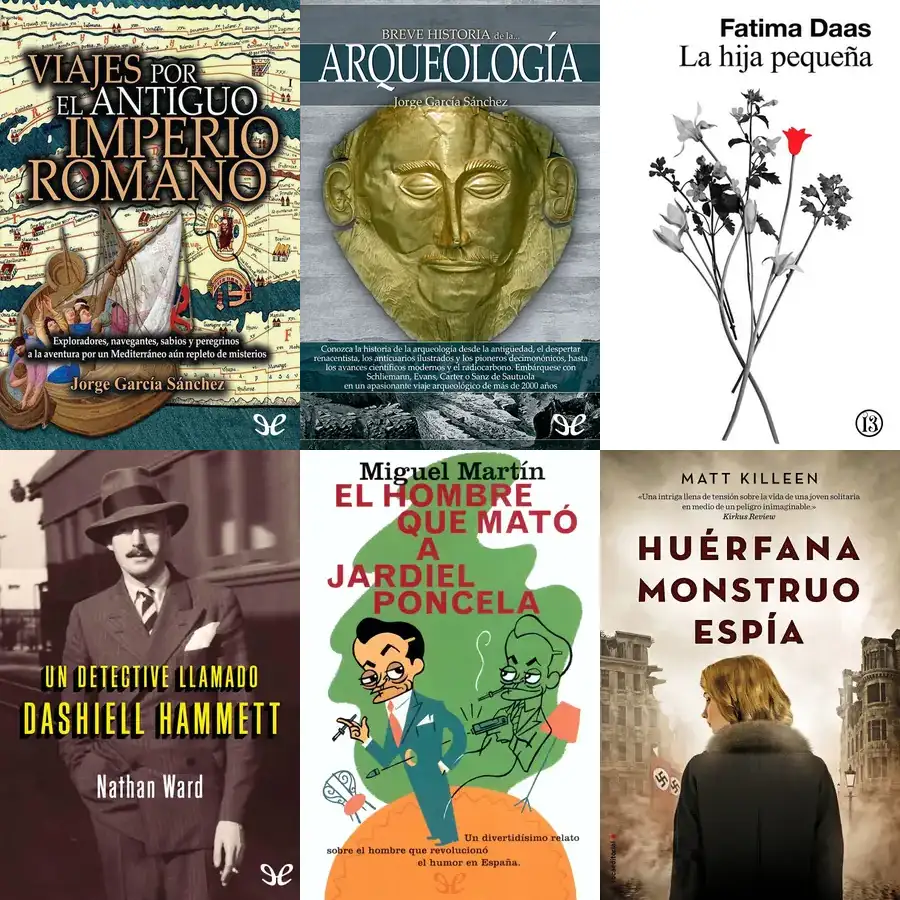 VIAJES POR
EL ANTIGUO
IMPERIO
ROMANO
Exploradores, navegantes, sabios y peregrinos
a la aventura por un Mediterráneo aún repleto de misterios
Jorge García Sánchez
BREVE HISTORIA de la...
ARQUEOLOGÍA
Jorge García Sánchez
Conozca la historia de la arqueología desde la antigüedad, el despertar
renacentista, los anticuarios ilustrados y los pioneros decimonónicos, hasta
los avances científicos modernos y el radiocarbono. Embárquese con
Schliemann, Evans, Carter o Sanz de Sautuola
en un apasionante viaje arqueológico de más de 2000 años
Fatima Daas
La hija pequeña
13
UN DETECTIVE LLAMADO
DASHIELL HAMMETT
Nathan Ward
Miguel Martín
EL HOMBRE
QUE MATÓ
A
JARDIEL
PONCELA
Un divertidísimo relato
sobre el hombre que revolucionó
el humor en España.
MATT KILLEEN
«Una intriga llena de tensión sobre la vida de una joven solitaria
en medio de un peligro inimaginable.»
Kirkus Review
HUÉRFANA
MONSTRUO
ESPÍA